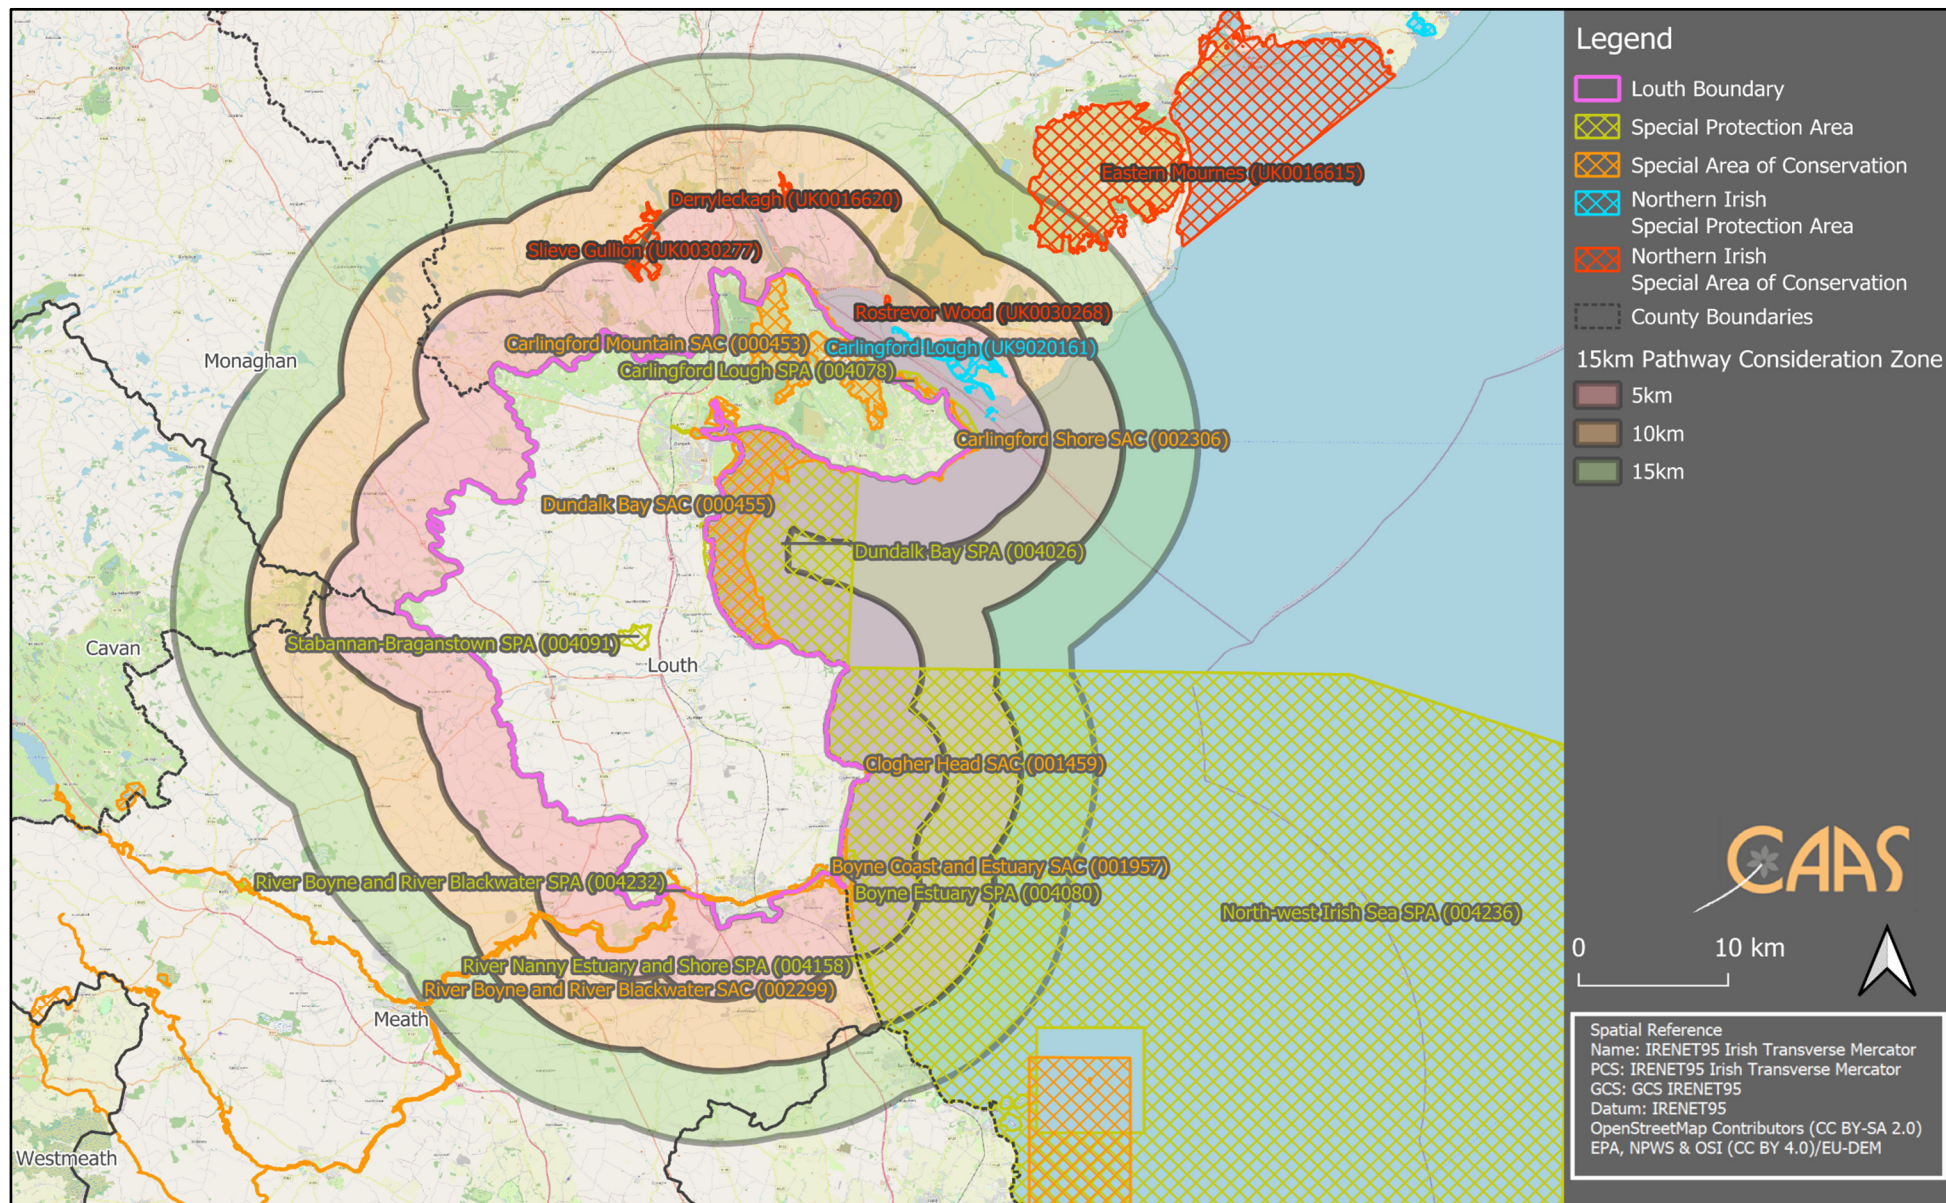 Derryleckagh (UK0016620)
Eastern Mournes (UK0016615)
Slieve Gullion (UK0030277)
Rostrevor Wood (UK0030268)
Monaghan
Carlingford Mountain SAC (000453)
Carlingford Lough (UK9020161)
Carlingford Lough SPA (004078)
Carlingford Shore SAC (002306)
Dundalk Bay SAC (000455)
Dundalk Bay SPA (004026)
Cavan
Stabannan-Braganstown SPA (004091)
Louth
Clogher Head SAC (001459)
Boyne Coast and Estuary SAC (001957)
River Boyne and River Blackwater SPA (004232)
Boyne Estuary SPA (004080)
North-west Irish Sea SPA (004236)
River Nanny Estuary and Shore SPA (004158)
River Boyne and River Blackwater SAC (002299)
Meath
Westmeath
Legend
Louth Boundary
Special Protection Area
Special Area of Conservation
Northern Irish
Special Protection Area
Northern Irish
Special Area of Conservation
County Boundaries
15km Pathway Consideration Zone
5km
10km
15km
CAAS
0 10 km
Spatial Reference
Name: IRENET95 Irish Transverse Mercator
PCS: IRENET95 Irish Transverse Mercator
GCS: GCS IRENET95
Datum: IRENET95
OpenStreetMap Contributors (CC BY-SA 2.0)
EPA, NPWS & OSI (CC BY 4.0)/EU-DEM